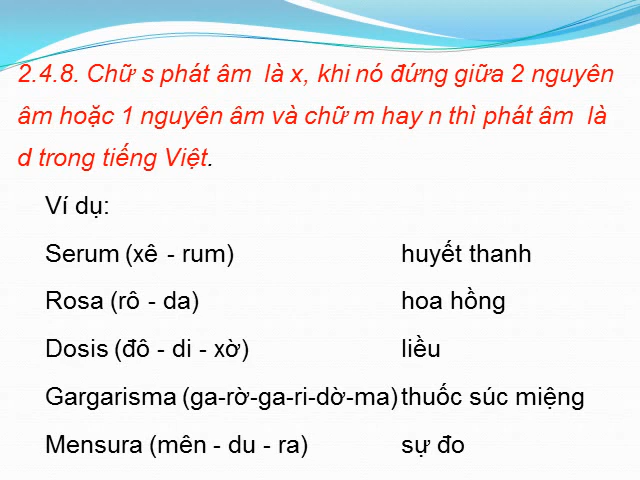 2.4.8. Chữ s phát âm là x, khi nó đứng giữa 2 nguyên
âm hoặc 1 nguyên âm và chữ m hay n thì phát âm là
d trong tiếng Việt.
Ví dụ:
Serum (xê - rum) huyết thanh
Rosa (rô - da) hoa hồng
Dosis (đô - di - xờ) liều
Gargarisma (ga-rờ-ga-ri-dờ-ma) thuốc súc miệng
Mensura (mên - du - ra) sự đo